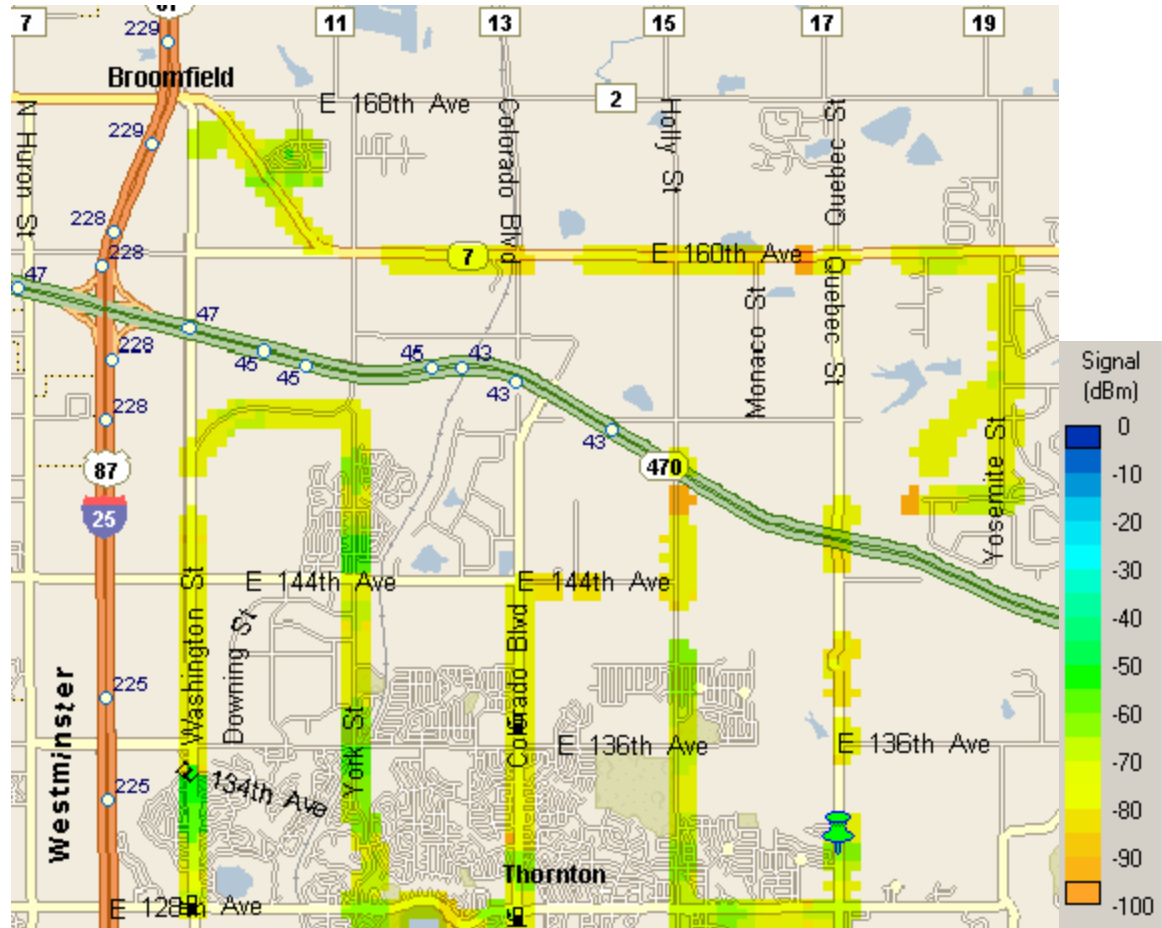 7
87
11
13
15
17
19
229
Broomfield
E 168th Ave
2
229
N Huron St
Colorado Blvd
Holly St
Quebec St
228
228
E 160th Ave
7
47
47
Quebec St
Monaco St
228
45
45
45
43
43
43
Signal
(dBm)
0
-10
-20
-30
-40
-50
-60
-70
-80
-90
-100
228
87
25
470
Yosemite St
E 144th Ave
E 144th Ave
Washington St
Downing St
Colorado Blvd
Westminster
225
York St
E 136th Ave
E 136th Ave
E 134th Ave
225
Thornton
E 128th Ave